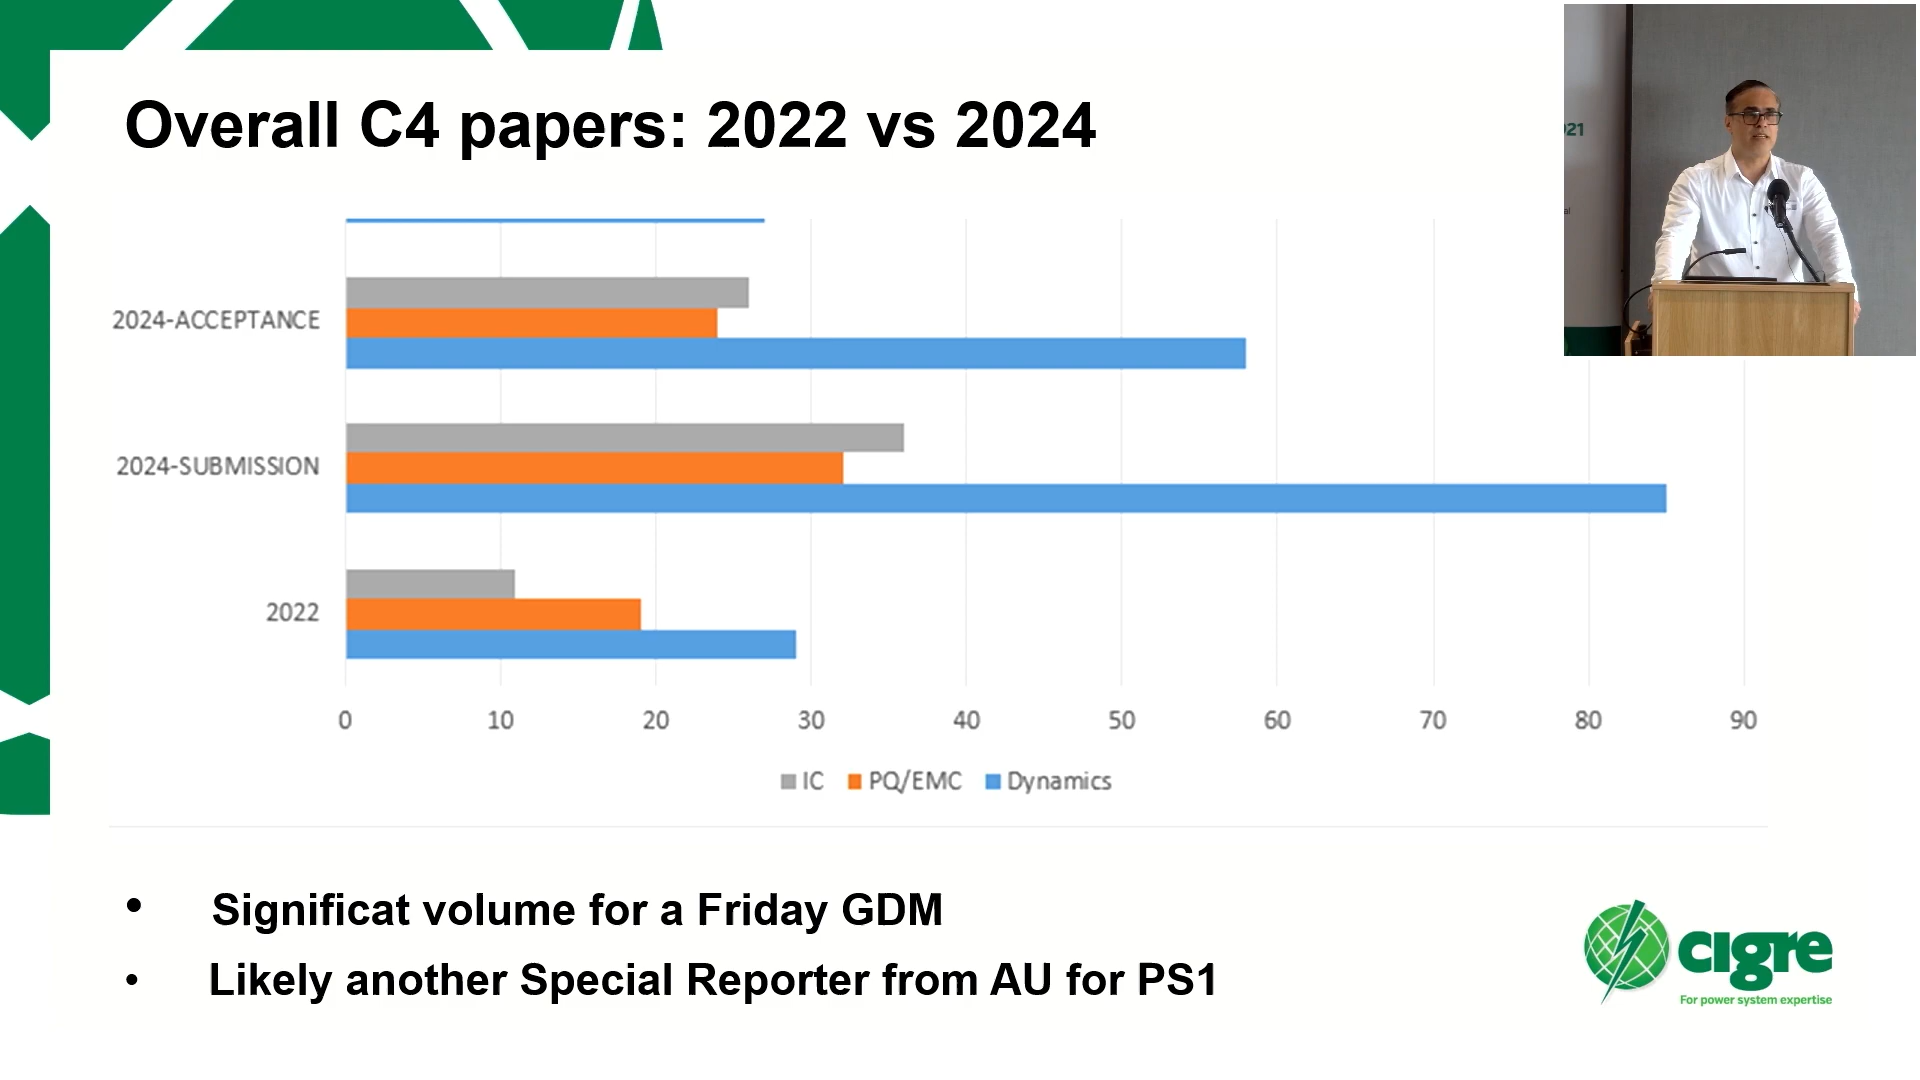 Overall C4 papers: 2022 vs 2024
21
al
2024-ACCEPTANCE
2024-SUBMISSION
2022
0 10 20 30 40 50 60 70 80 90
IC PQ/EMC Dynamics
• Significat volume for a Friday GDM
• Likely another Special Reporter from AU for PS1
cigre
For power system expertise